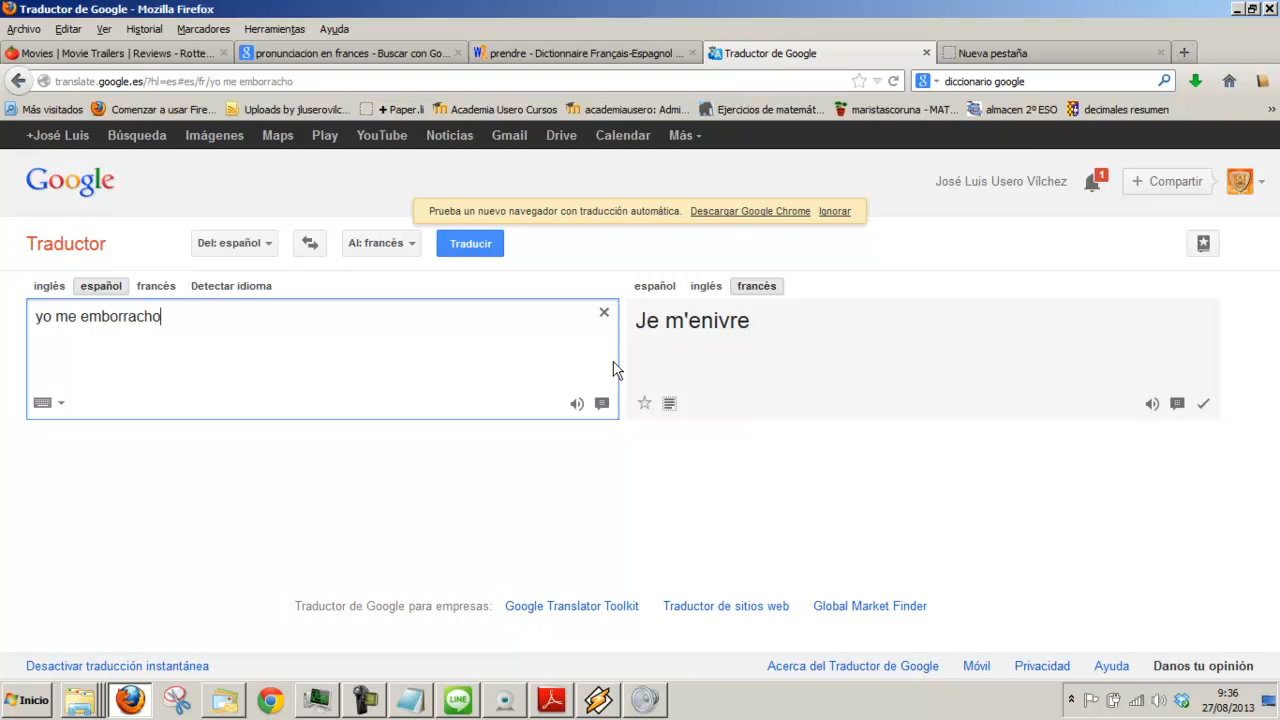 Traductor de Google - Mozilla Firefox
Archivo Editar Ver Historial Marcadores Herramientas Ayuda
Movies | Movie Trailers | Reviews - Rotte... pronunciacion en frances - Buscar con Go... prendre - Dictionnaire Français-Espagnol ... Traductor de Google Nueva pestaña
translate.google.es/?hl=es#es/fr/yo me emborracho diccionario google
Más visitados Comenzar a usar Fire... Uploads by jluserovilc... + Paper.li Academia Usero Cursos academiausero: Admi... Ejercicios de matemát... maristascoruna - MAT... almacen 2º ESO decimales resumen
+José Luis Búsqueda Imágenes Maps Play YouTube Noticias Gmail Drive Calendar Más
Google José Luis Usero Vílchez 1 + Compartir
Prueba un nuevo navegador con traducción automática. Descargar Google Chrome Ignorar
Traductor Del: español Al: francés Traducir
inglés español francés Detectar idioma español inglés francés
yo me emborracho Je m'enivre
Traductor de Google para empresas: Google Translator Toolkit Traductor de sitios web Global Market Finder
Desactivar traducción instantánea Acerca del Traductor de Google Móvil Privacidad Ayuda Danos tu opinión
Inicio LINE 9:36
27/08/2013